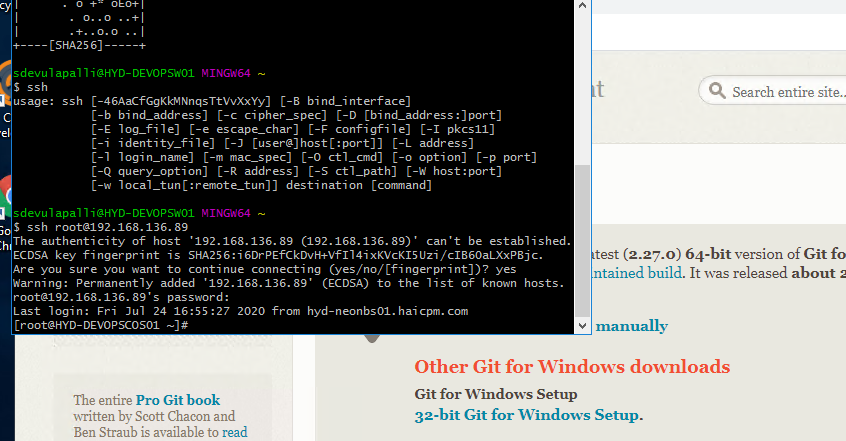 cy
|      . o +* oEo+|
|       . o..o ..+|
|        .+..o.o ..|
+----[SHA256]-----+
sdevulapalli@HYD-DEVOPSW01 MINGW64 ~
$ ssh
usage: ssh [-46AaCfGgKkMNnqsTtVvXxYy] [-B bind_interface]
           [-b bind_address] [-c cipher_spec] [-D [bind_address:]port]
           [-E log_file] [-e escape_char] [-F configfile] [-I pkcs11]
           [-i identity_file] [-J [user@]host[:port]] [-L address]
           [-l login_name] [-m mac_spec] [-O ctl_cmd] [-o option] [-p port]
           [-Q query_option] [-R address] [-S ctl_path] [-W host:port]
           [-w local_tun[:remote_tun]] destination [command]
sdevulapalli@HYD-DEVOPSW01 MINGW64 ~
$ ssh root@192.168.136.89
The authenticity of host '192.168.136.89 (192.168.136.89)' can't be established.
ECDSA key fingerprint is SHA256:i6DrPEfCkDvH+VfIl4ixKVcKI5Uzi/cIB6OaLXxPBjc.
Are you sure you want to continue connecting (yes/no/[fingerprint])? yes
Warning: Permanently added '192.168.136.89' (ECDSA) to the list of known hosts.
root@192.168.136.89's password:
Last login: Fri Jul 24 16:55:27 2020 from hyd-neonbs01.haicpm.com
[root@HYD-DEVOPSCOS01 ~]#
C
vel
Go
Chr
nt
Search entire site..
atest (2.27.0) 64-bit version of Git fo
intained build. It was released about 2
manually
Other Git for Windows downloads
Git for Windows Setup
32-bit Git for Windows Setup.
The entire Pro Git book
written by Scott Chacon and
Ben Straub is available to read